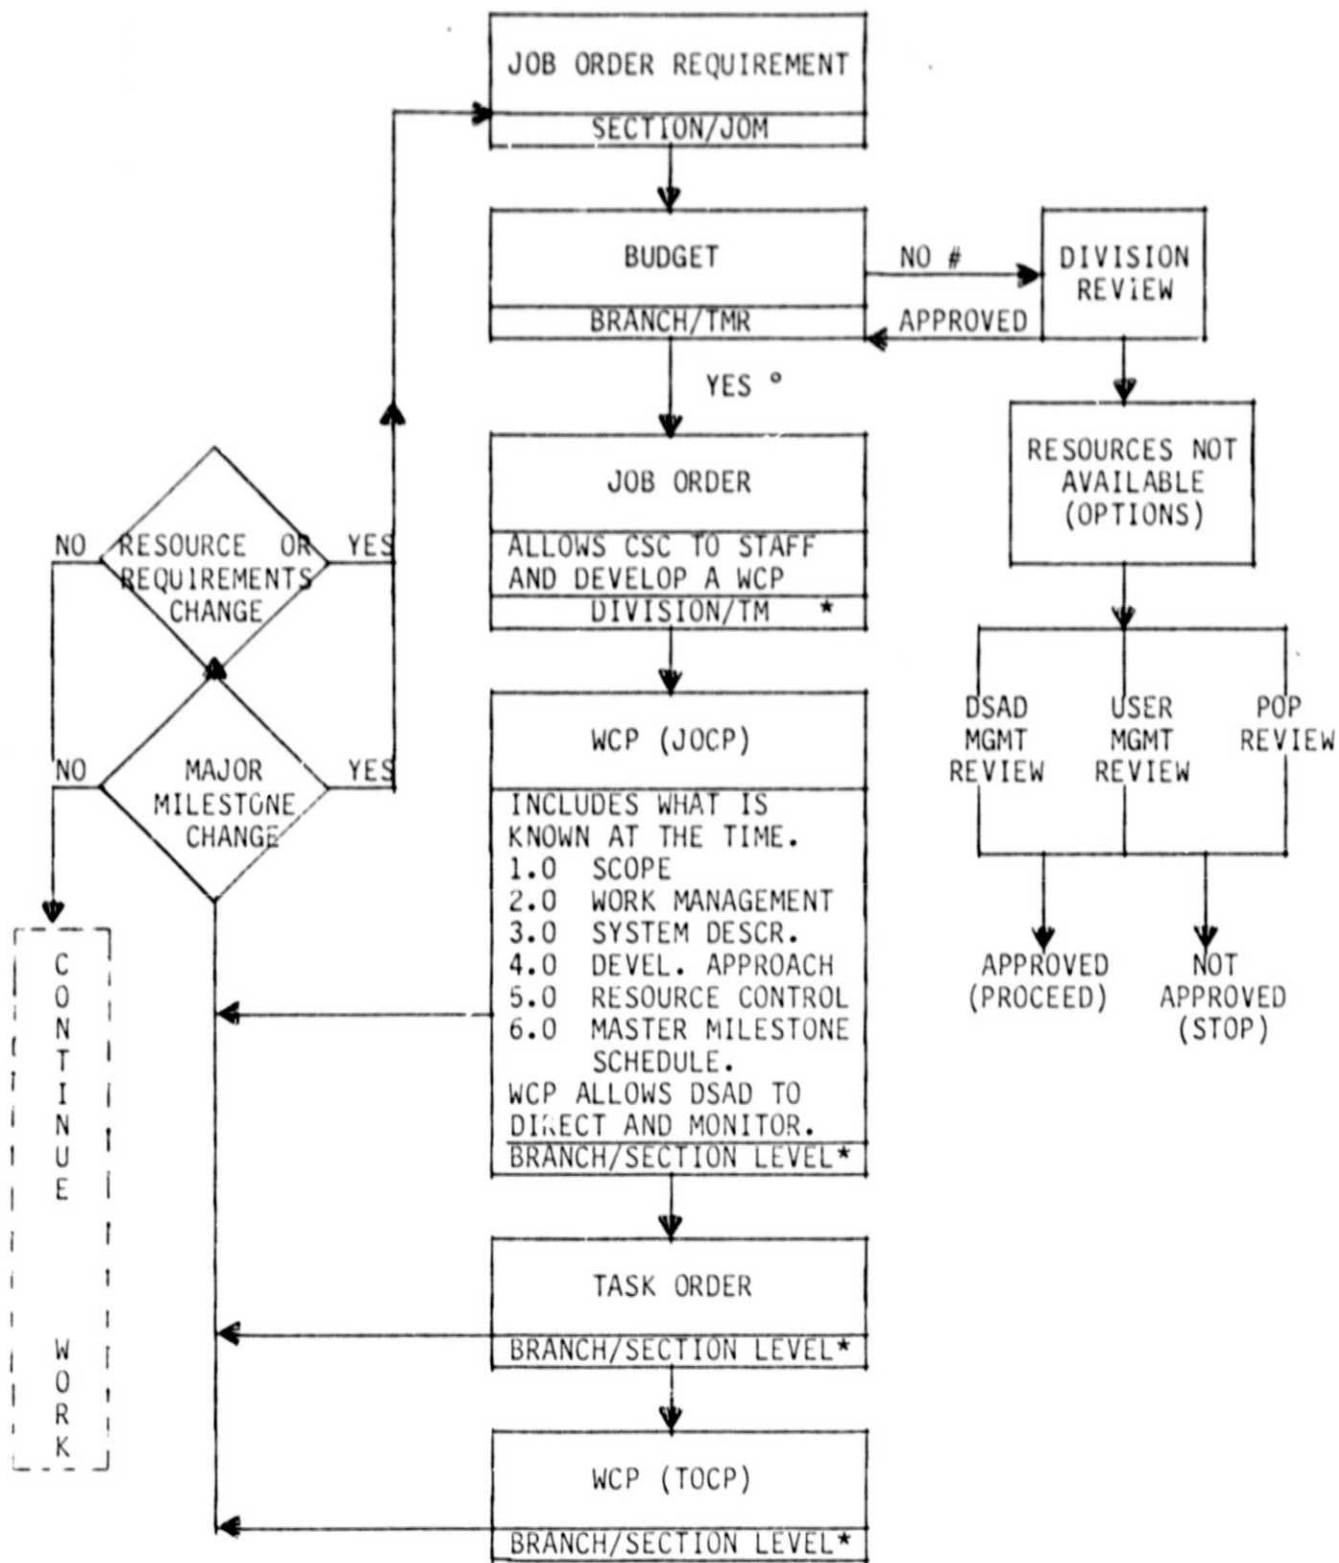 JOB ORDER REQUIREMENT
SECTION/JOM
BUDGET
BRANCH/TMR
NO #
APPROVED
DIVISION
REVIEW
YES °
RESOURCES NOT
AVAILABLE
(OPTIONS)
JOB ORDER
ALLOWS CSC TO STAFF
AND DEVELOP A WCP
DIVISION/TM *
NO
RESOURCE OR
REQUIREMENTS
CHANGE
YES
NO
MAJOR
MILESTONE
CHANGE
YES
DSAD
MGMT
REVIEW
USER
MGMT
REVIEW
POP
REVIEW
APPROVED
(PROCEED)
NOT
APPROVED
(STOP)
WCP (JOCP)
INCLUDES WHAT IS
KNOWN AT THE TIME.
1.0 SCOPE
2.0 WORK MANAGEMENT
3.0 SYSTEM DESCR.
4.0 DEVEL. APPROACH
5.0 RESOURCE CONTROL
6.0 MASTER MILESTONE
SCHEDULE.
WCP ALLOWS DSAD TO
DIRECT AND MONITOR.
BRANCH/SECTION LEVEL*
CONTINUE
WORK
TASK ORDER
BRANCH/SECTION LEVEL*
WCP (TOCP)
BRANCH/SECTION LEVEL*